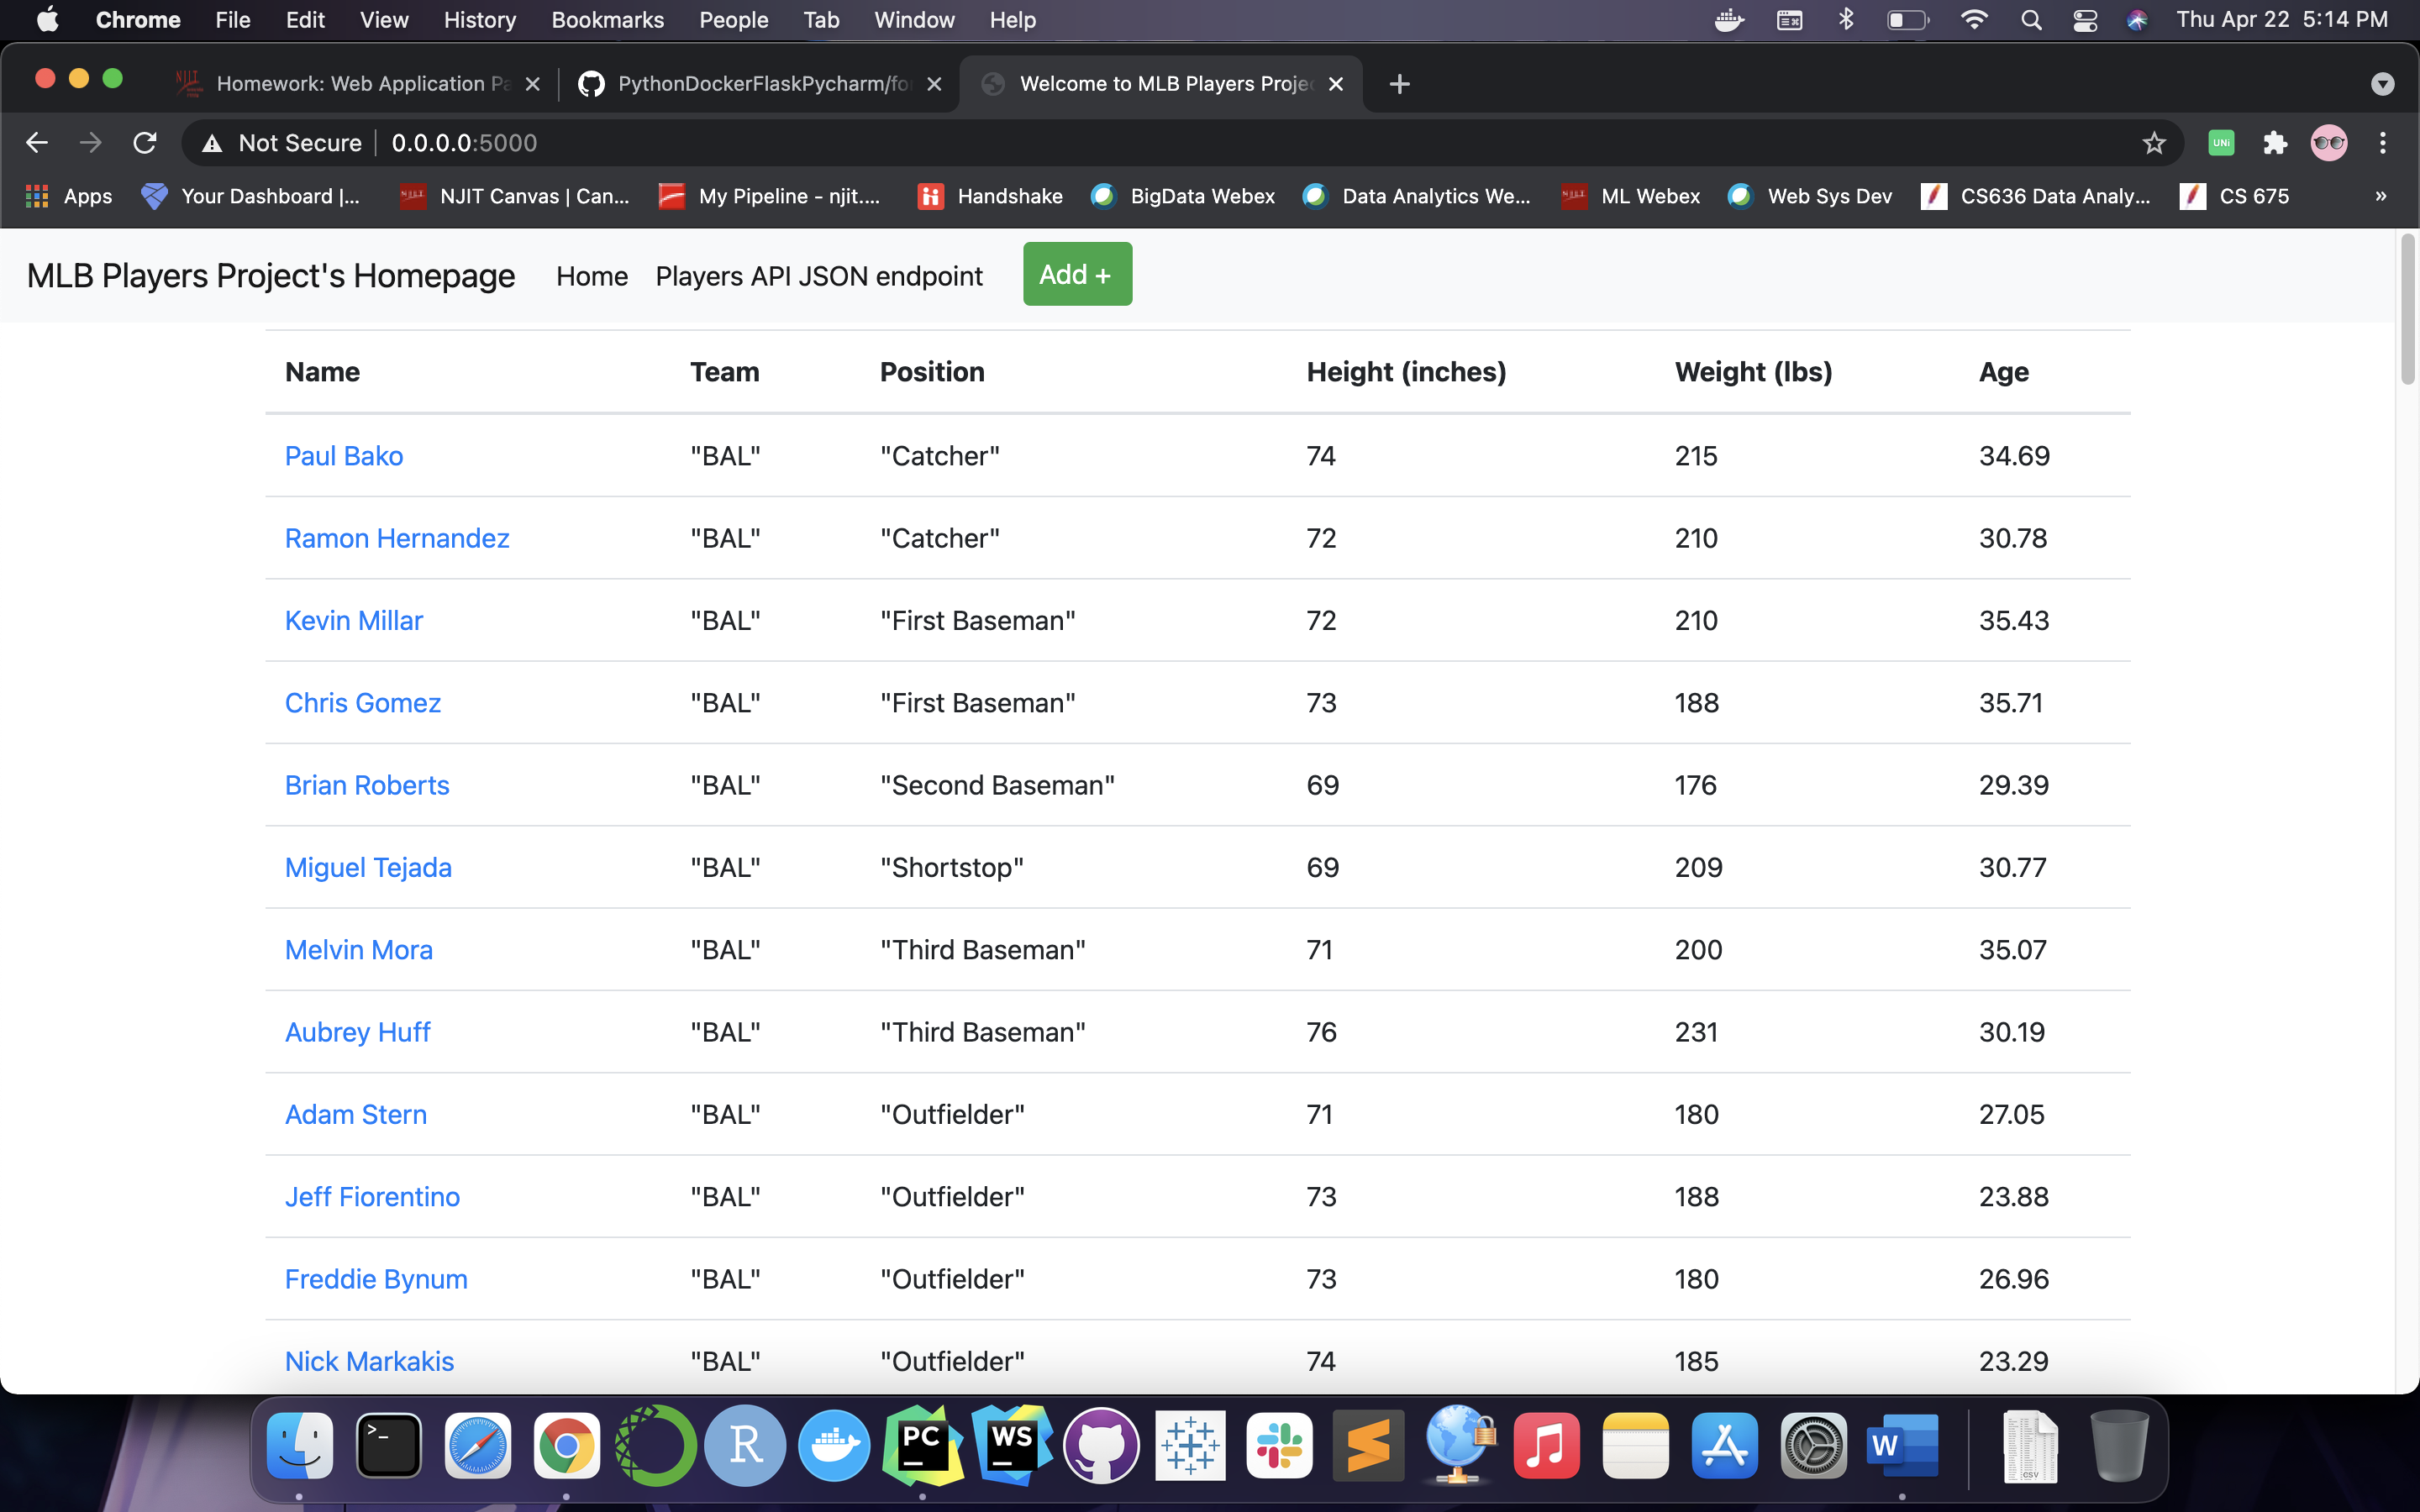 Chrome File Edit View History Bookmarks People Tab Window Help Thu Apr 22 5:14 PM
Homework: Web Application Pa PythonDockerFlaskPycharm/fo Welcome to MLB Players Projec
Not Secure 0.0.0.0:5000 UNi
Apps Your Dashboard |... NJIT Canvas | Can... My Pipeline - njit.... Handshake BigData Webex Data Analytics We... ML Webex Web Sys Dev CS636 Data Analy... CS 675 »
MLB Players Project's Homepage Home Players API JSON endpoint Add +
Name Team Position Height (inches) Weight (lbs) Age
Paul Bako "BAL" "Catcher" 74 215 34.69
Ramon Hernandez "BAL" "Catcher" 72 210 30.78
Kevin Millar "BAL" "First Baseman" 72 210 35.43
Chris Gomez "BAL" "First Baseman" 73 188 35.71
Brian Roberts "BAL" "Second Baseman" 69 176 29.39
Miguel Tejada "BAL" "Shortstop" 69 209 30.77
Melvin Mora "BAL" "Third Baseman" 71 200 35.07
Aubrey Huff "BAL" "Third Baseman" 76 231 30.19
Adam Stern "BAL" "Outfielder" 71 180 27.05
Jeff Fiorentino "BAL" "Outfielder" 73 188 23.88
Freddie Bynum "BAL" "Outfielder" 73 180 26.96
Nick Markakis "BAL" "Outfielder" 74 185 23.29
>_ R PC WS W CSV